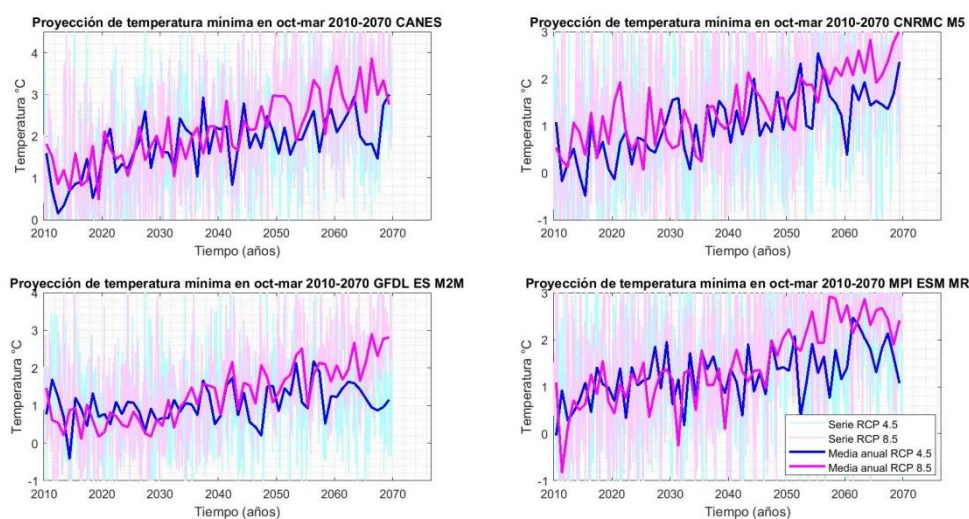 Proyección de temperatura mínima en oct-mar 2010-2070 CANES
4
3
2
1
0
Temperatura °C
2010 2020 2030 2040 2050 2060 2070
Tiempo (años)
Proyección de temperatura mínima en oct-mar 2010-2070 CNRMC M5
3
2
1
0
-1
Temperatura °C
2010 2020 2030 2040 2050 2060 2070
Tiempo (años)
Proyección de temperatura mínima en oct-mar 2010-2070 GFDL ES M2M
4
3
2
1
0
-1
Temperatura °C
2010 2020 2030 2040 2050 2060 2070
Tiempo (años)
Proyección de temperatura mínima en oct-mar 2010-2070 MPI ESM MR
3
2
1
0
-1
Temperatura °C
2010 2020 2030 2040 2050 2060 2070
Tiempo (años)
Serie RCP 4.5
Serie RCP 8.5
Media anual RCP 4.5
Media anual RCP 8.5